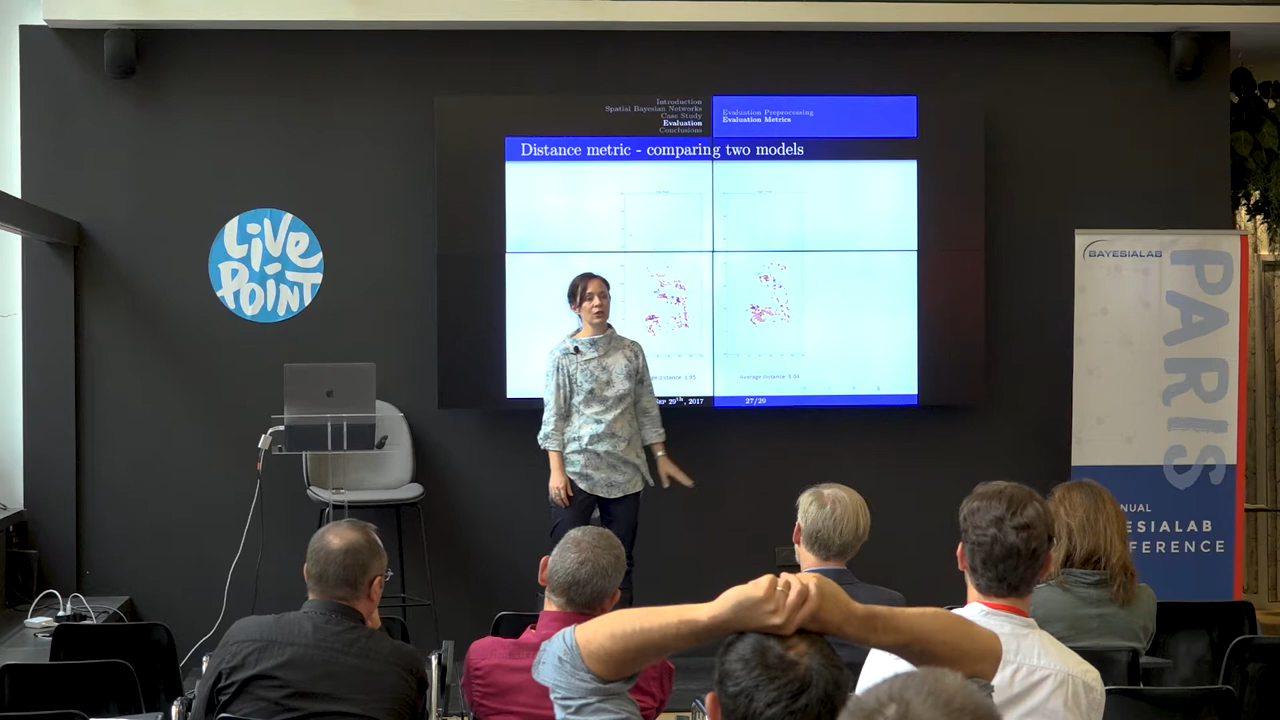 Introduction
Spatial Bayesian Networks
Case Study
Evaluation
Conclusions
Evaluation Preprocessing
Evaluation Metrics
Distance metric - comparing two models
Average distance
27/29
2017
LIVE
POINT
BAYESIALAB
PARIS
NUAL
ESIALAB
FERENCE